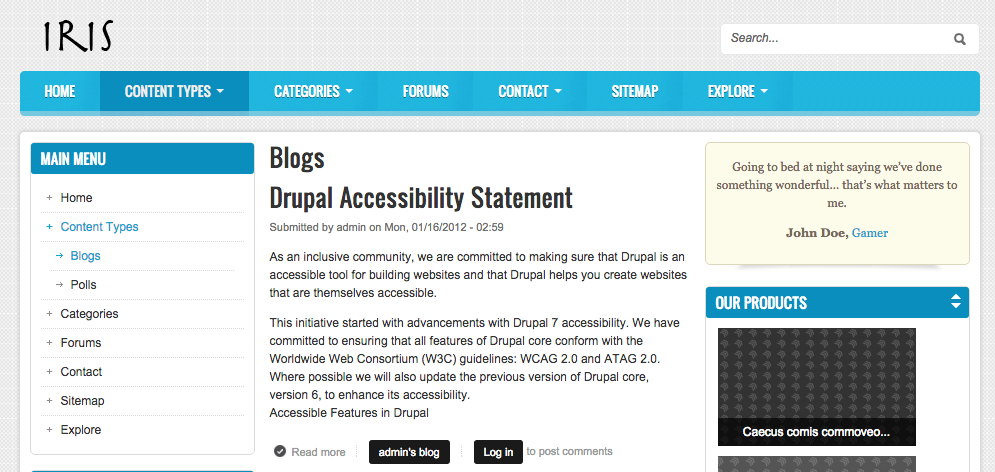 IRIS
Search...
HOME CONTENT TYPES CATEGORIES FORUMS CONTACT SITEMAP EXPLORE
MAIN MENU
Home
Content Types
Blogs
Polls
Categories
Forums
Contact
Sitemap
Explore
Blogs
Drupal Accessibility Statement
Submitted by admin on Mon, 01/16/2012 - 02:59
As an inclusive community, we are committed to making sure that Drupal is an
accessible tool for building websites and that Drupal helps you create websites
that are themselves accessible.
This initiative started with advancements with Drupal 7 accessibility. We have
committed to ensuring that all features of Drupal core conform with the
Worldwide Web Consortium (W3C) guidelines: WCAG 2.0 and ATAG 2.0.
Where possible we will also update the previous version of Drupal core,
version 6, to enhance its accessibility.
Accessible Features in Drupal
Read more admin's blog Log in to post comments
Going to bed at night saying we've done
something wonderful... that's what matters to
me.
John Doe, Gamer
OUR PRODUCTS
Caecus comis commoveo...